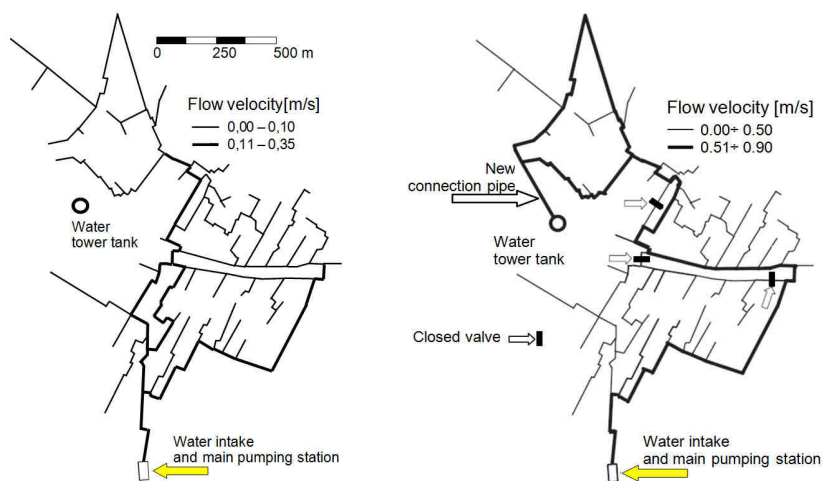 0 250 500 m
Flow velocity[m/s]
0,00 – 0,10
0,11 – 0,35
Water
tower tank
Water intake
and main pumping station
Flow velocity [m/s]
0.00÷ 0.50
0.51÷ 0.90
New
connection pipe
Water
tower tank
Closed valve
Water intake
and main pumping station